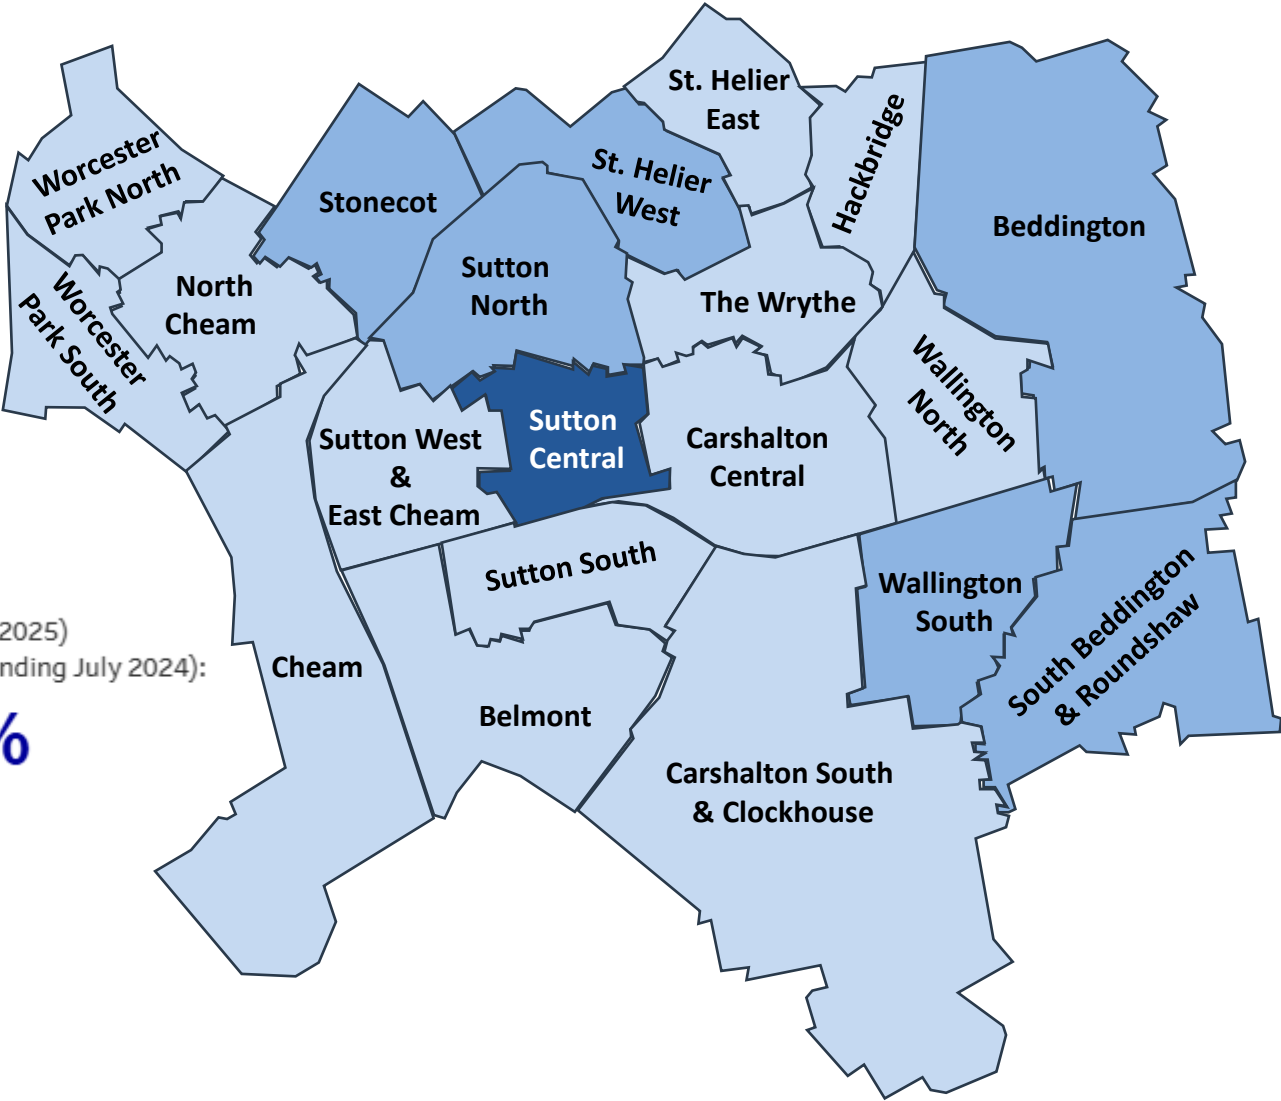 St. Helier
East
Hackbridge
Worcester
Park North
St. Helier
West
Stonecot
Beddington
Sutton
North
North
Cheam
The Wrythe
Worcester
Park South
Wallington
North
Sutton
Central
Sutton West
&
East Cheam
Carshalton
Central
Sutton South
Wallington
South
South Beddington
& Roundshaw
2025)
nding July 2024):
%
Cheam
Belmont
Carshalton South
& Clockhouse